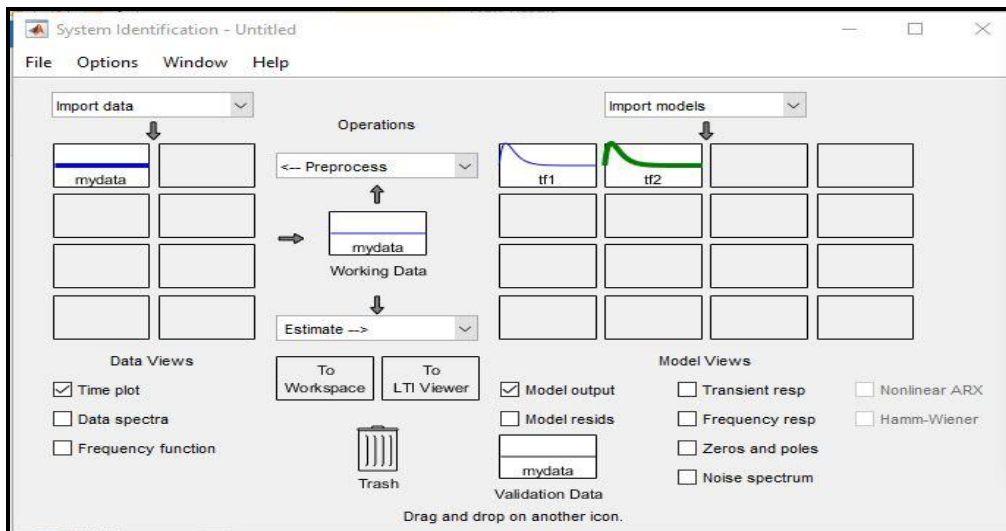 System Identification - Untitled
File Options Window Help
Import data
Import models
Operations
mydata
<-- Preprocess
tf1
tf2
mydata
Working Data
Estimate -->
Data Views
Model Views
To Workspace
To LTI Viewer
Time plot
Data spectra
Frequency function
Trash
Model output
Model resids
mydata
Validation Data
Transient resp
Frequency resp
Zeros and poles
Noise spectrum
Nonlinear ARX
Hamm-Wiener
Drag and drop on another icon.